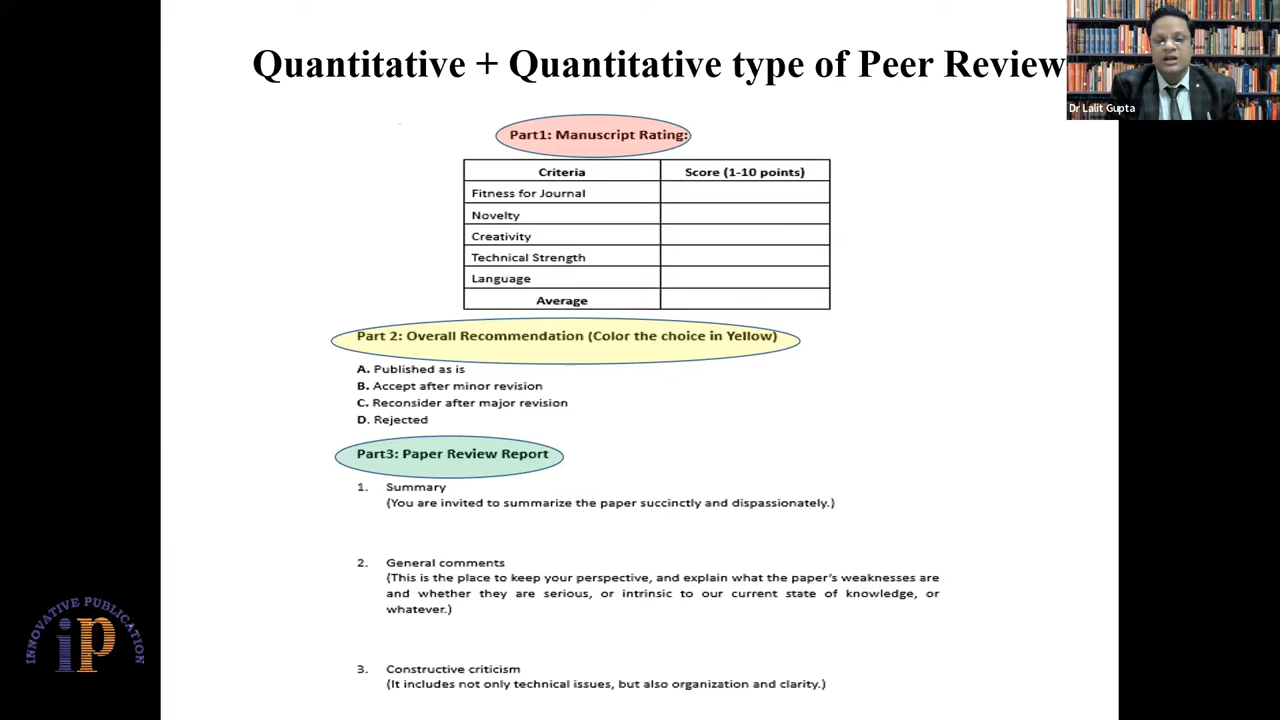 Quantitative + Quantitative type of Peer Review
Dr Lalit Gupta
Part1: Manuscript Rating:
Criteria Score (1-10 points)
Fitness for Journal
Novelty
Creativity
Technical Strength
Language
Average
Part 2: Overall Recommendation (Color the choice in Yellow)
A. Published as is
B. Accept after minor revision
C. Reconsider after major revision
D. Rejected
Part3: Paper Review Report
1. Summary
(You are invited to summarize the paper succinctly and dispassionately.)
2. General comments
(This is the place to keep your perspective, and explain what the paper's weaknesses are
and whether they are serious, or intrinsic to our current state of knowledge, or
whatever.)
3. Constructive criticism
(It includes not only technical issues, but also organization and clarity.)
INNOVATIVE PUBLICATION
iP